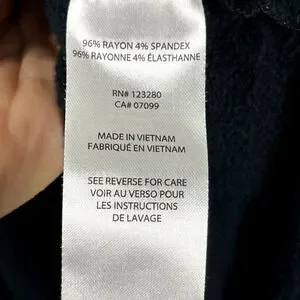 96% RAYON 4% SPANDEX
96% RAYONNE 4% ÉLASTHANNE
RN# 123280
CA# 07099
MADE IN VIETNAM
FABRIQUÉ EN VIETNAM
SEE REVERSE FOR CARE
VOIR AU VERSO POUR
LES INSTRUCTIONS
DE LAVAGE